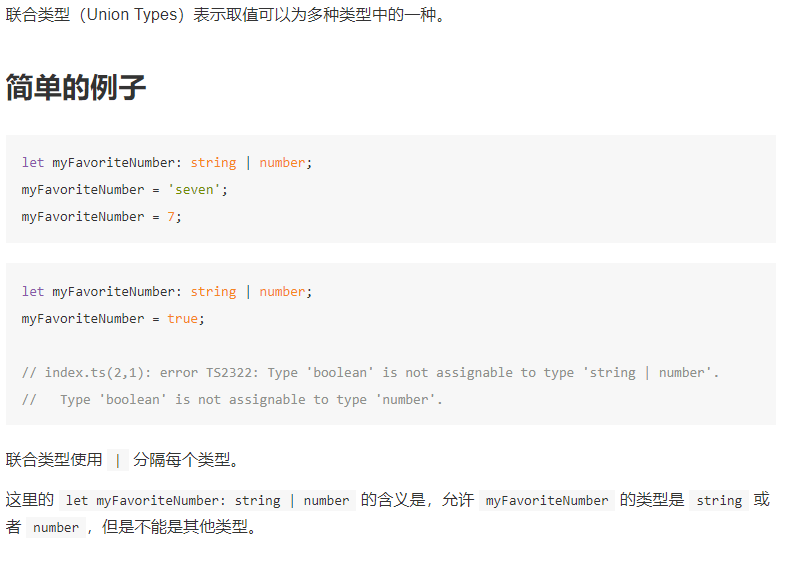 联合类型（Union Types）表示取值可以为多种类型中的一种。
简单的例子
let myFavoriteNumber: string | number;
myFavoriteNumber = 'seven';
myFavoriteNumber = 7;
let myFavoriteNumber: string | number;
myFavoriteNumber = true;
// index.ts(2,1): error TS2322: Type 'boolean' is not assignable to type 'string | number'.
//   Type 'boolean' is not assignable to type 'number'.
联合类型使用 | 分隔每个类型。
这里的 let myFavoriteNumber: string | number 的含义是，允许 myFavoriteNumber 的类型是 string 或
者 number，但是不能是其他类型。